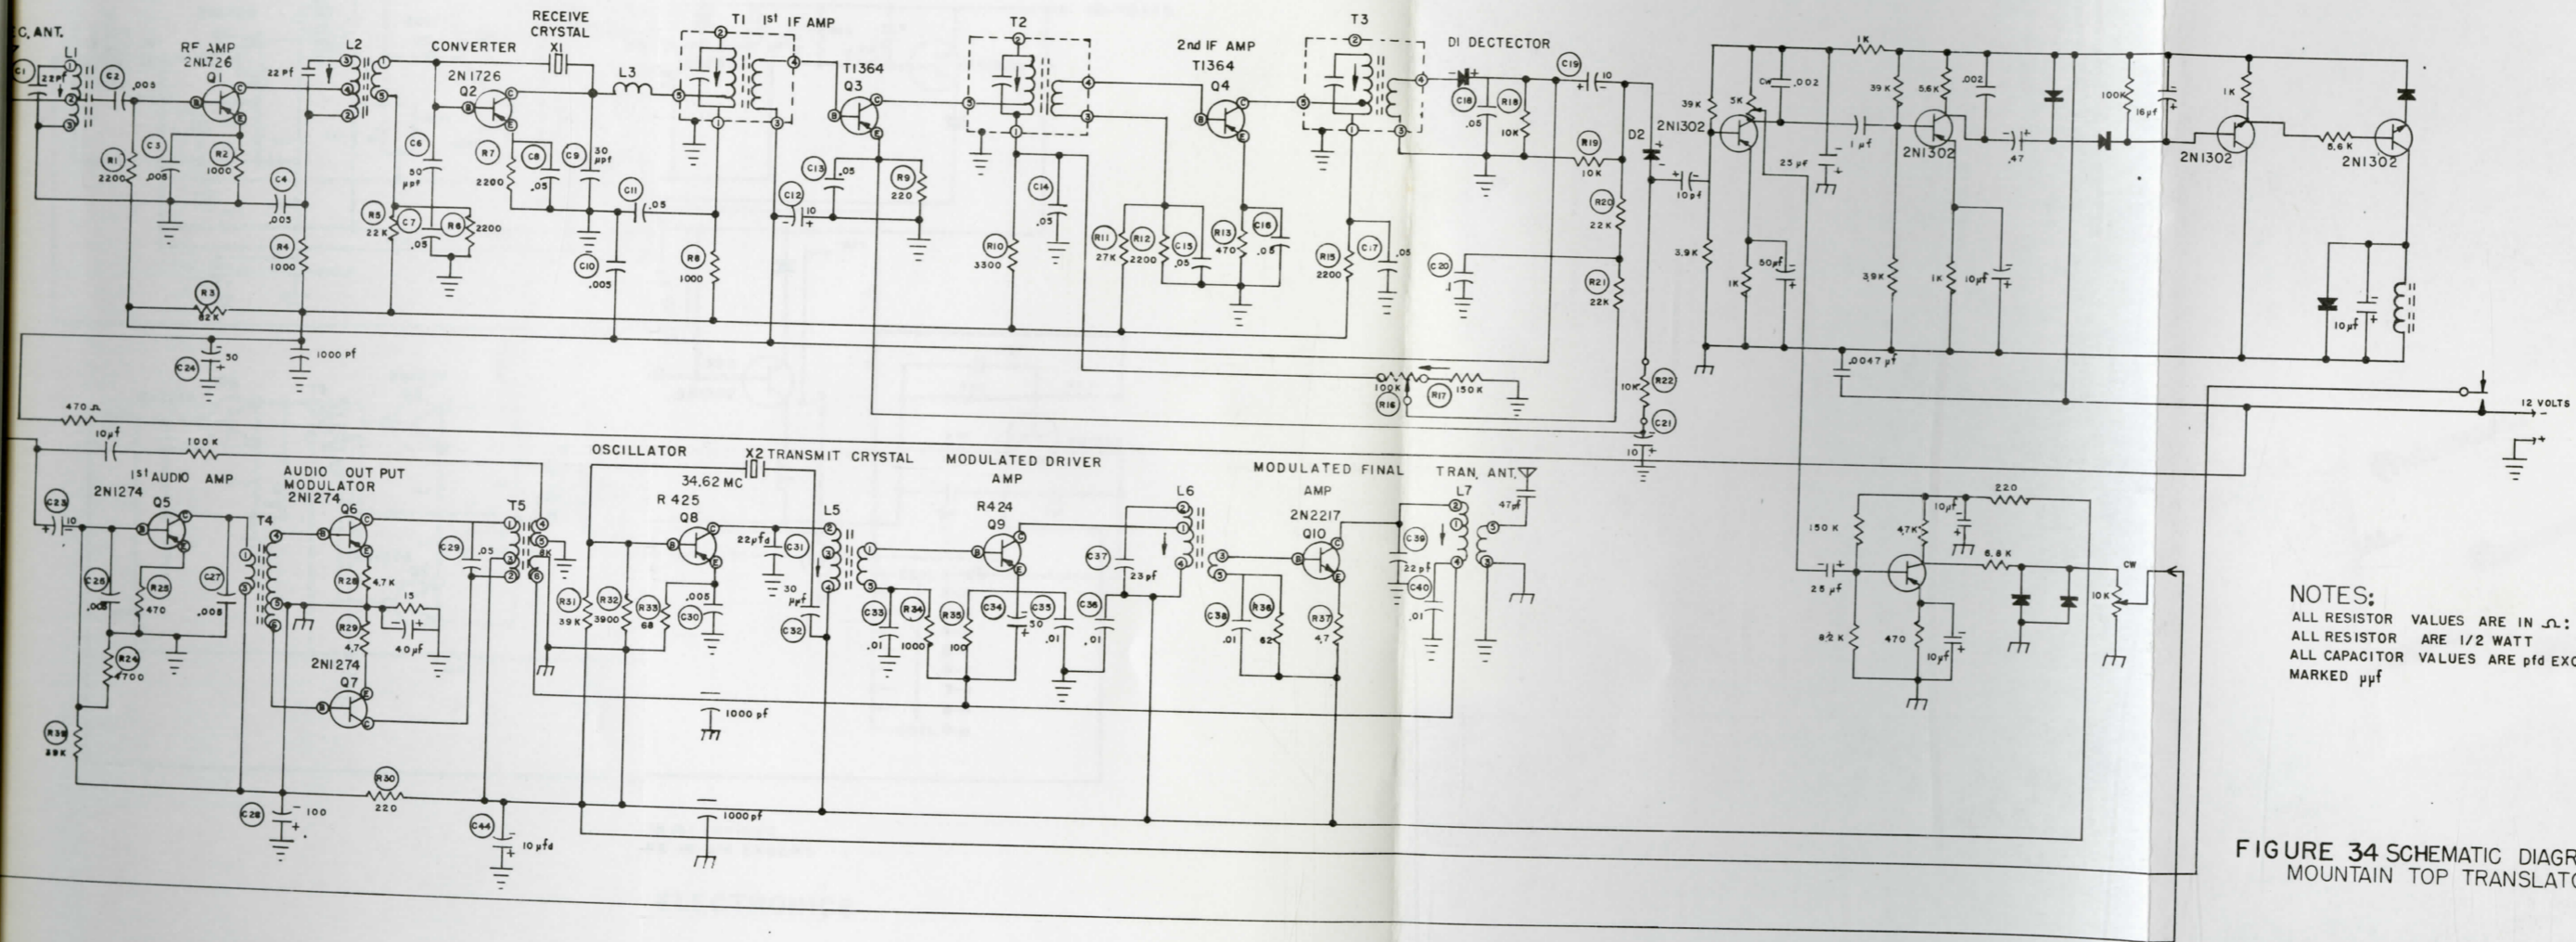 C. ANT.
L1
C1
22Pf
C2
.005
RF AMP
2N1726
Q1
22 Pf
L2
CONVERTER
2N 1726
Q2
RECEIVE
CRYSTAL
X1
L3
T1 1st IF AMP
T1364
Q3
T2
2nd IF AMP
T1364
Q4
T3
D1 DECTECTOR
C18
.05
R18
10K
C19
10
R19
10K
D2
R1
2200
C3
.005
R2
1000
C4
.005
R4
1000
R3
82K
C24
50
1000 pf
R5
22K
C6
50
µµf
C7
.05
R6
2200
R7
2200
C8
.05
C9
30
µµf
C10
.005
C11
.05
R8
1000
C12
10
C13
.05
R9
220
R10
3300
C14
.05
R11
27K
R12
2200
C15
.05
R13
470
C16
.05
R15
2200
C17
.05
C20
.1
R20
22K
R21
22K
100K
R16
R17
150K
10K
R22
C21
10
1K
39K
5K
CW
.002
2N1302
10pf
3.9K
1K
50µf
25 µf
1 µf
39K
5.6K
.002
2N1302
.47
3.9K
1K
10µf
.0047 µf
100K
16µf
1K
2N1302
5.6K
2N1302
10µf
12 VOLTS
470 Ω
10µf
100K
1st AUDIO AMP
2N1274
Q5
C23
10
C26
.005
R25
470
C27
.005
R24
4700
R38
39K
T4
AUDIO OUT PUT
MODULATOR
2N1274
Q6
R28
4.7K
15
R29
4.7
40µf
2N1274
Q7
C29
.05
T5
8K
R30
220
C28
100
C44
10µfd
OSCILLATOR
X2 TRANSMIT CRYSTAL
34.62 MC
R 425
Q8
R31
39K
R32
3900
R33
68
.005
C30
22µfd
C31
30
µµf
C32
L5
1000 pf
1000pf
C33
.01
R34
1000
R35
100
MODULATED DRIVER
AMP
R424
Q9
C34
50
C35
.01
C36
.01
C37
23pf
L6
MODULATED FINAL
AMP
2N2217
Q10
C38
.01
R36
62
R37
4.7
C39
22pf
C40
.01
TRAN. ANT.
L7
47pf
150K
25 µf
82K
4.7K
10µf
220
6.8K
470
10µf
CW
10K
NOTES:
ALL RESISTOR VALUES ARE IN Ω:
ALL RESISTOR ARE 1/2 WATT
ALL CAPACITOR VALUES ARE pfd EXC
MARKED µµf
FIGURE 34 SCHEMATIC DIAGR
MOUNTAIN TOP TRANSLATO